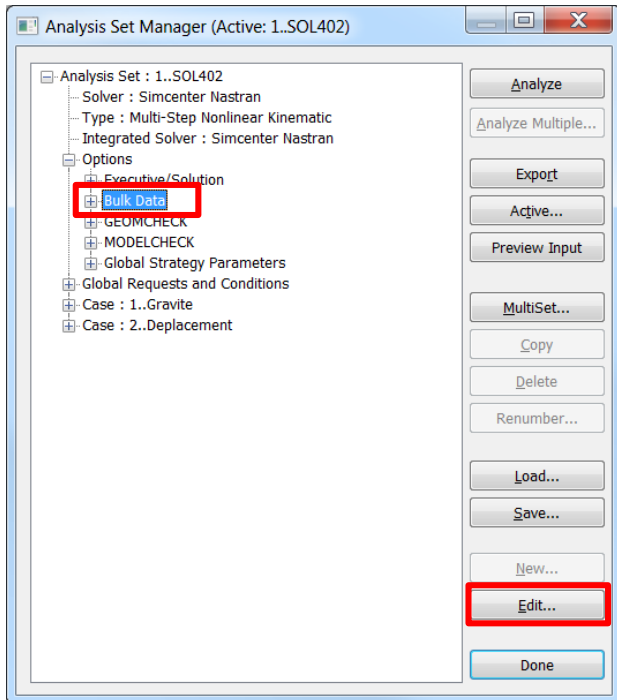 Analysis Set Manager (Active: 1..SOL402)
Analysis Set : 1..SOL402
Solver : Simcenter Nastran
Type : Multi-Step Nonlinear Kinematic
Integrated Solver : Simcenter Nastran
Options
Executive/Solution
Bulk Data
GEOMCHECK
MODELCHECK
Global Strategy Parameters
Global Requests and Conditions
Case : 1..Gravite
Case : 2..Deplacement
Analyze
Analyze Multiple...
Export
Active...
Preview Input
MultiSet...
Copy
Delete
Renumber...
Load...
Save...
New...
Edit...
Done